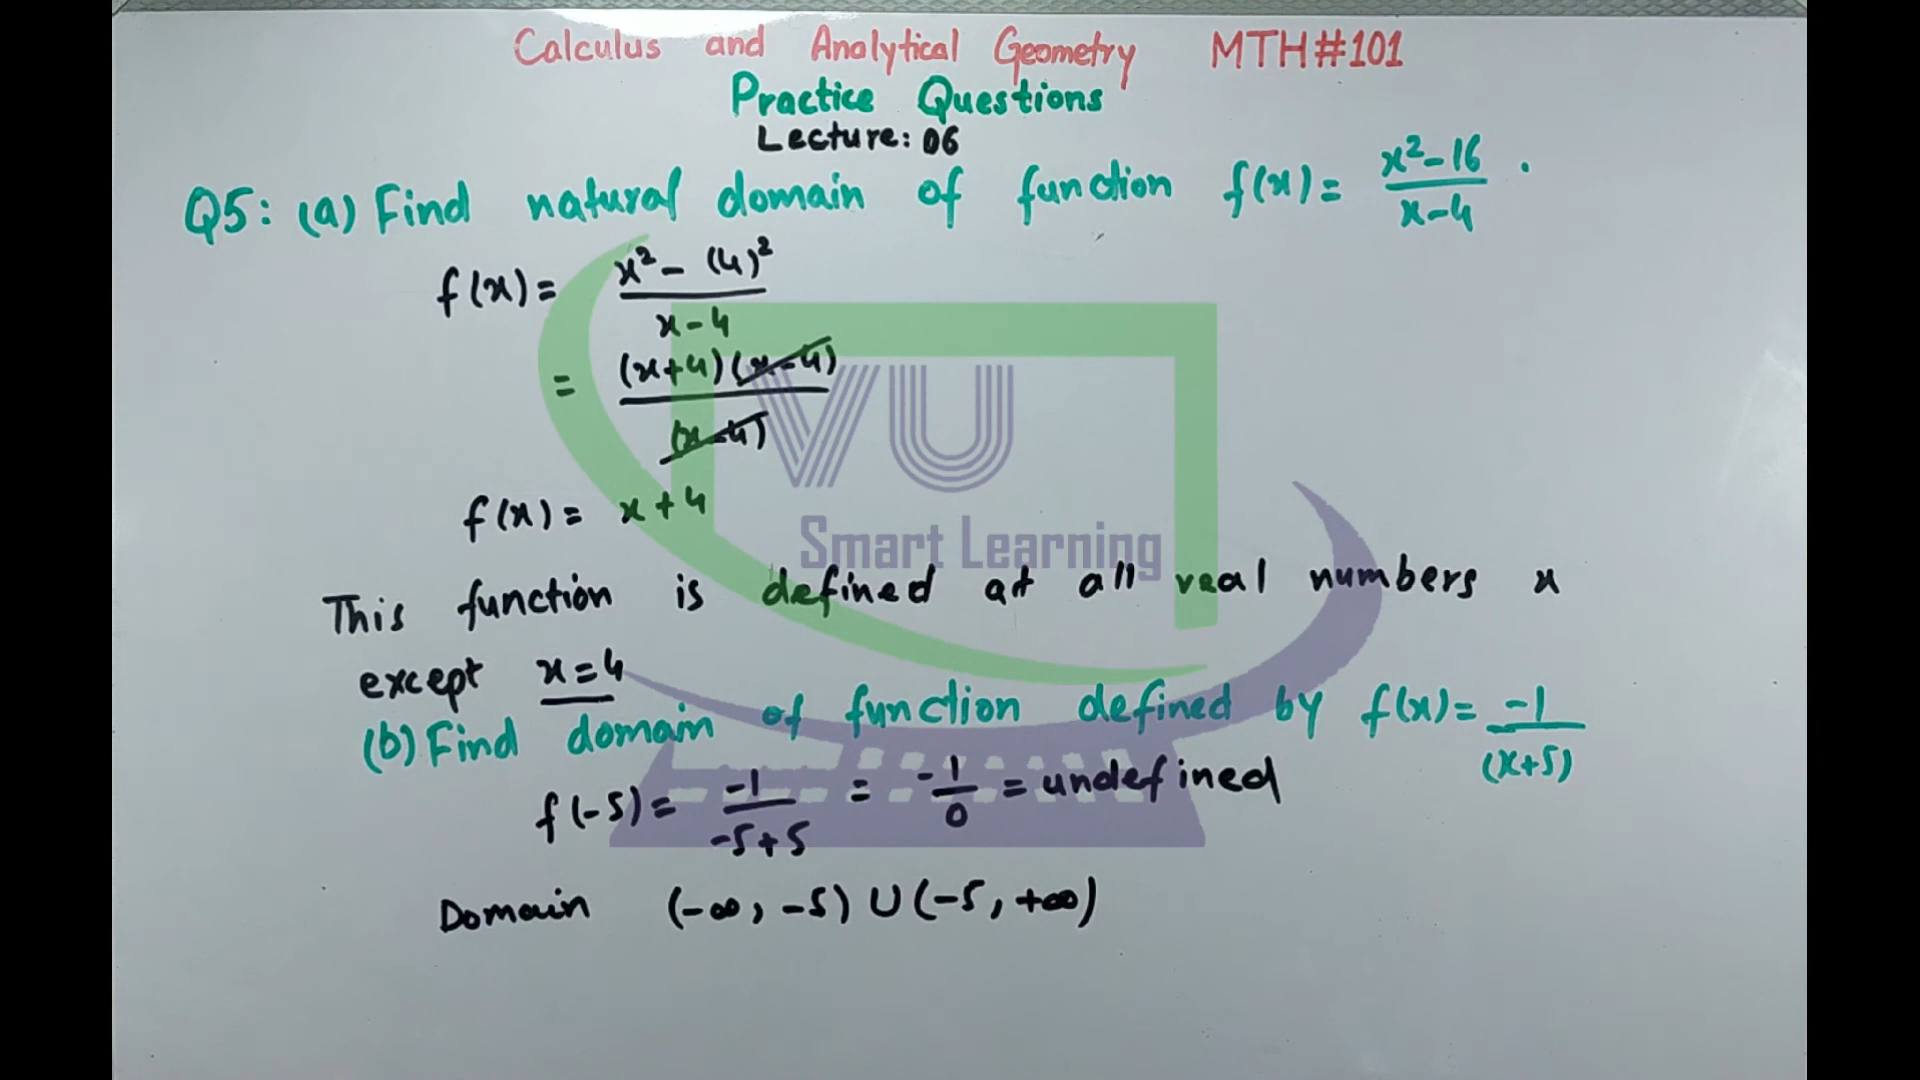 Calculus and Analytical Geometry MTH#101
Practice Questions
Lecture: 06
Q5: (a) Find natural domain of function f(x) = x²-16 / x-4 .
f(x) = x² - (4)² / x-4
= (x+4)(x-4) / (x-4)
f(x) = x+4
This function is defined at all real numbers x
except x=4
(b) Find domain of function defined by f(x) = -1 / (x+5)
f(-5) = -1 / -5+5 = -1 / 0 = undefined
Domain (-∞, -5) ∪ (-5, +∞)
VU
Smart Learning